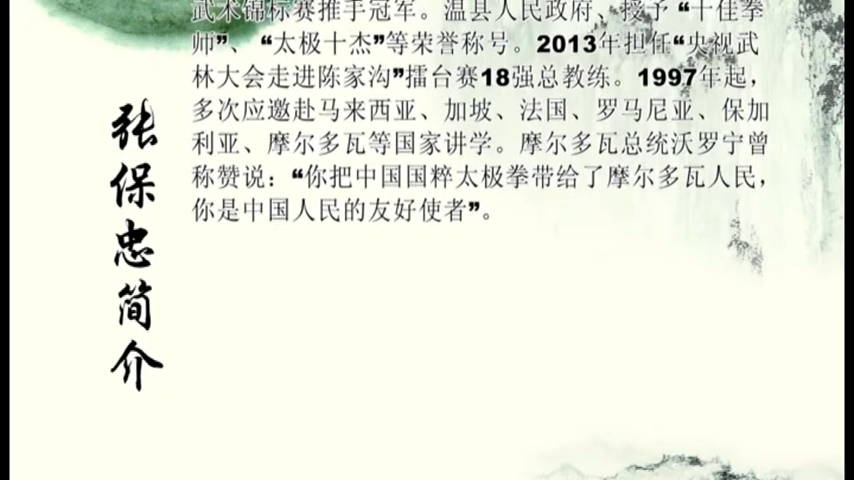 武术锦标赛推手冠军。温县人民政府、授予 “十佳拳
师”、 “太极十杰”等荣誉称号。2013年担任“央视武
林大会走进陈家沟”擂台赛18强总教练。1997年起，
多次应邀赴马来西亚、加坡、法国、罗马尼亚、保加
利亚、摩尔多瓦等国家讲学。摩尔多瓦总统沃罗宁曾
称赞说：“你把中国国粹太极拳带给了摩尔多瓦人民，
你是中国人民的友好使者”。
张保忠简介